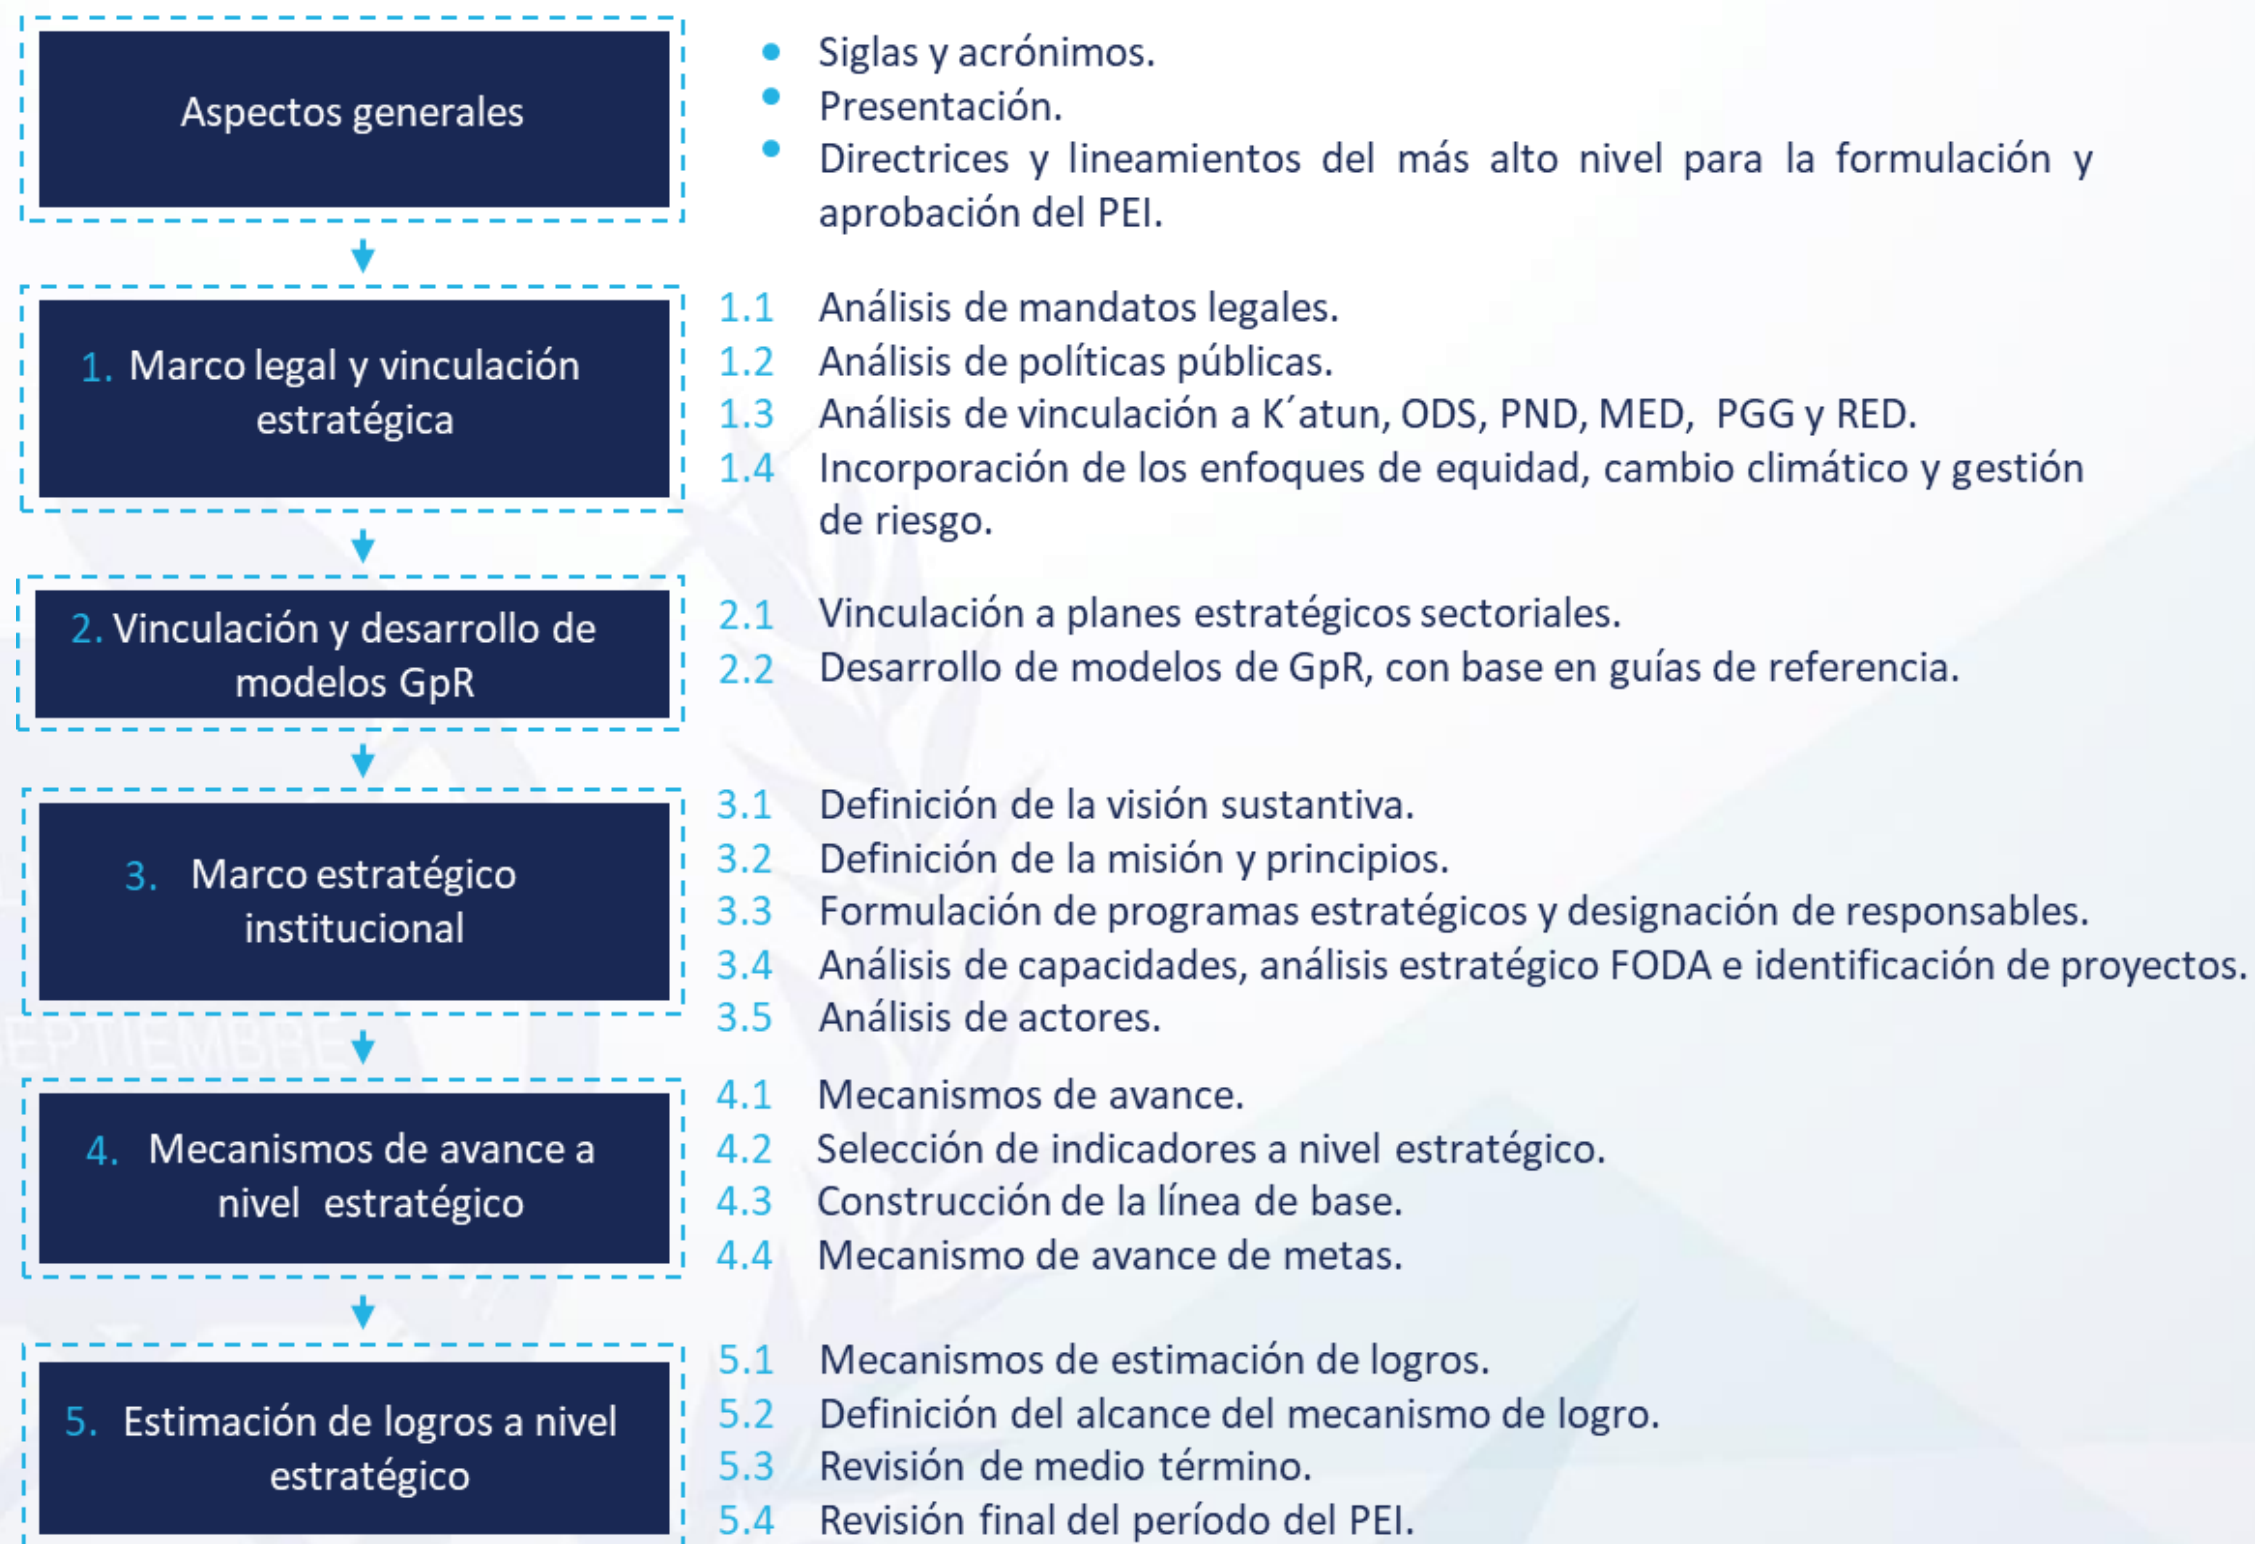 Aspectos generales
• Siglas y acrónimos.
• Presentación.
• Directrices y lineamientos del más alto nivel para la formulación y
aprobación del PEI.
1. Marco legal y vinculación
estratégica
1.1 Análisis de mandatos legales.
1.2 Análisis de políticas públicas.
1.3 Análisis de vinculación a K´atun, ODS, PND, MED, PGG y RED.
1.4 Incorporación de los enfoques de equidad, cambio climático y gestión
de riesgo.
2. Vinculación y desarrollo de
modelos GpR
2.1 Vinculación a planes estratégicos sectoriales.
2.2 Desarrollo de modelos de GpR, con base en guías de referencia.
3. Marco estratégico
institucional
3.1 Definición de la visión sustantiva.
3.2 Definición de la misión y principios.
3.3 Formulación de programas estratégicos y designación de responsables.
3.4 Análisis de capacidades, análisis estratégico FODA e identificación de proyectos.
3.5 Análisis de actores.
SEPTIEMBRE
4. Mecanismos de avance a
nivel estratégico
4.1 Mecanismos de avance.
4.2 Selección de indicadores a nivel estratégico.
4.3 Construcción de la línea de base.
4.4 Mecanismo de avance de metas.
5. Estimación de logros a nivel
estratégico
5.1 Mecanismos de estimación de logros.
5.2 Definición del alcance del mecanismo de logro.
5.3 Revisión de medio término.
5.4 Revisión final del período del PEI.